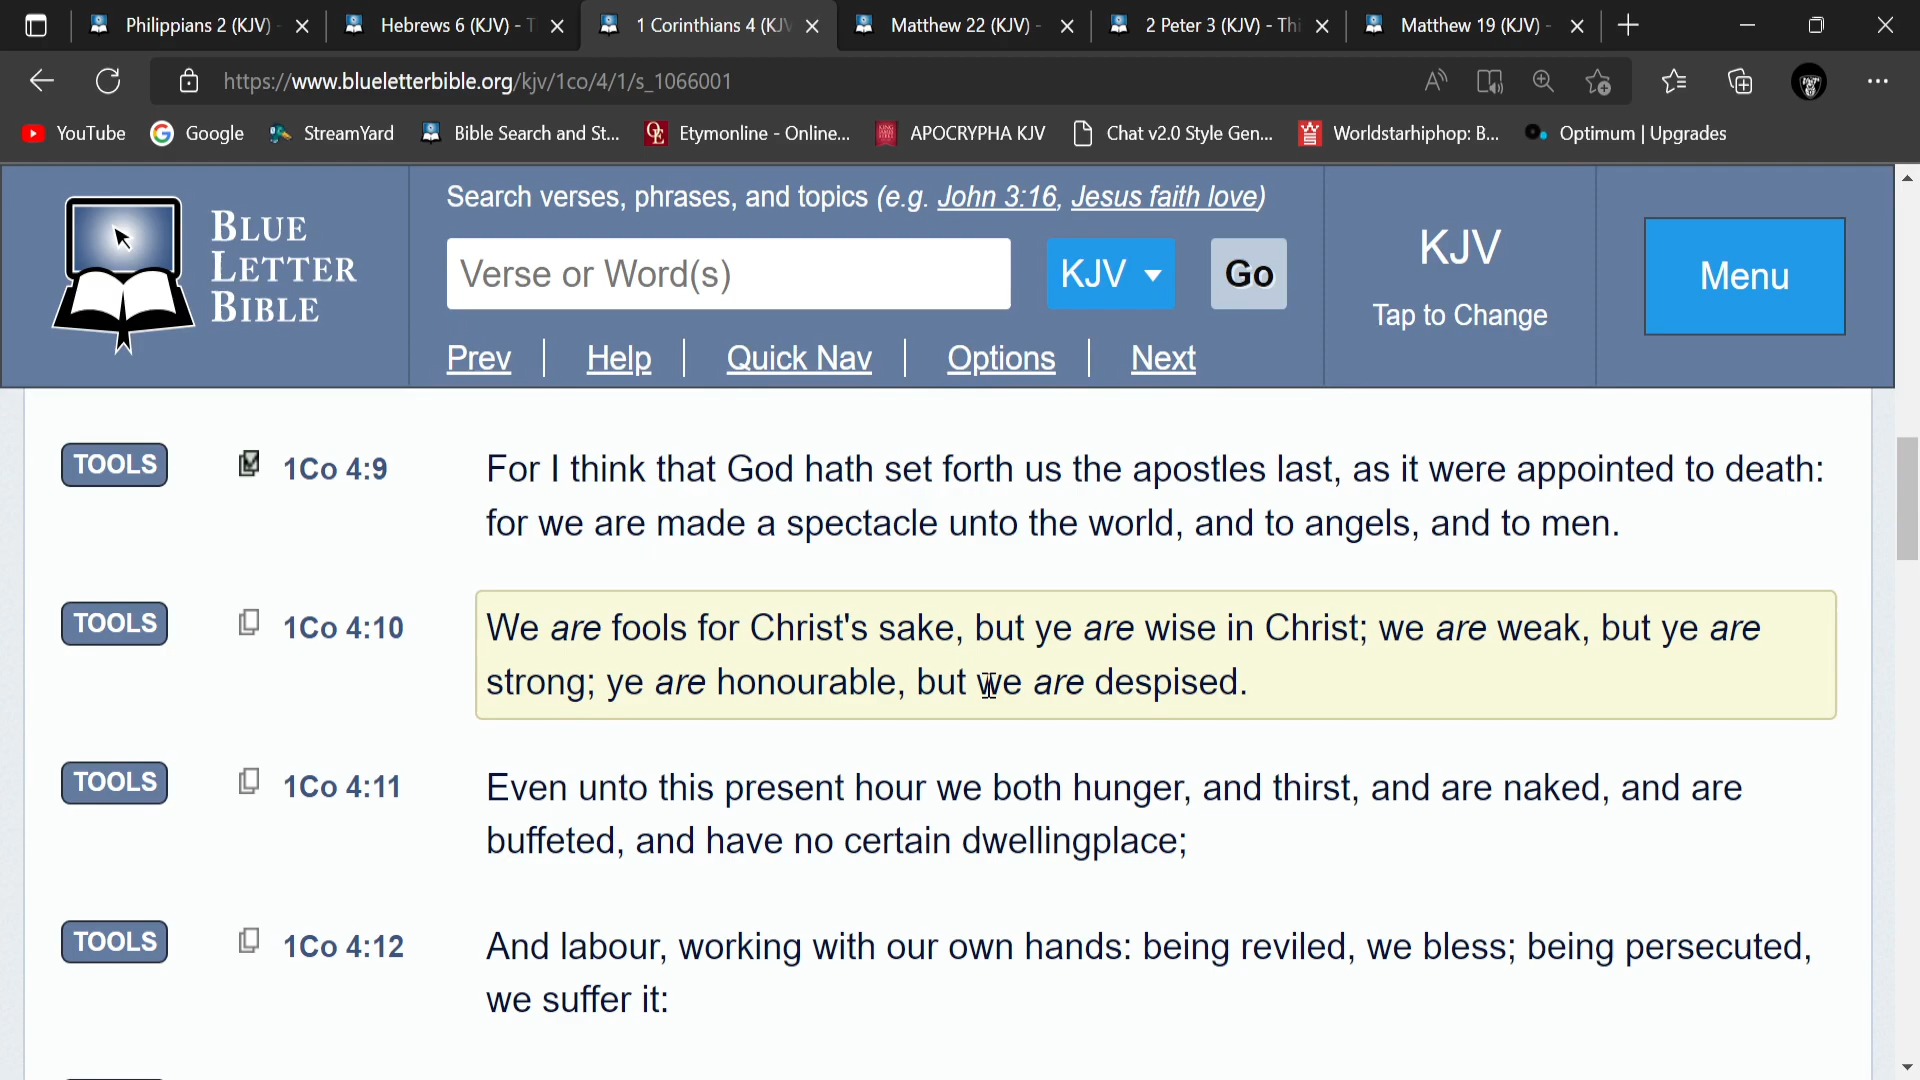 Philippians 2 (KJV) -
Hebrews 6 (KJV) - T
1 Corinthians 4 (KJV
Matthew 22 (KJV) -
2 Peter 3 (KJV) - Thi
Matthew 19 (KJV) -
https://www.blueletterbible.org/kjv/1co/4/1/s_1066001
YouTube
Google
StreamYard
Bible Search and St...
Etymonline - Online...
APOCRYPHA KJV
Chat v2.0 Style Gen...
Worldstarhiphop: B...
Optimum | Upgrades
BLUE
LETTER
BIBLE
Search verses, phrases, and topics (e.g. John 3:16, Jesus faith love)
Verse or Word(s)
KJV
Go
Prev
Help
Quick Nav
Options
Next
KJV
Tap to Change
Menu
TOOLS
1Co 4:9
For I think that God hath set forth us the apostles last, as it were appointed to death:
for we are made a spectacle unto the world, and to angels, and to men.
TOOLS
1Co 4:10
We are fools for Christ's sake, but ye are wise in Christ; we are weak, but ye are
strong; ye are honourable, but we are despised.
TOOLS
1Co 4:11
Even unto this present hour we both hunger, and thirst, and are naked, and are
buffeted, and have no certain dwellingplace;
TOOLS
1Co 4:12
And labour, working with our own hands: being reviled, we bless; being persecuted,
we suffer it: